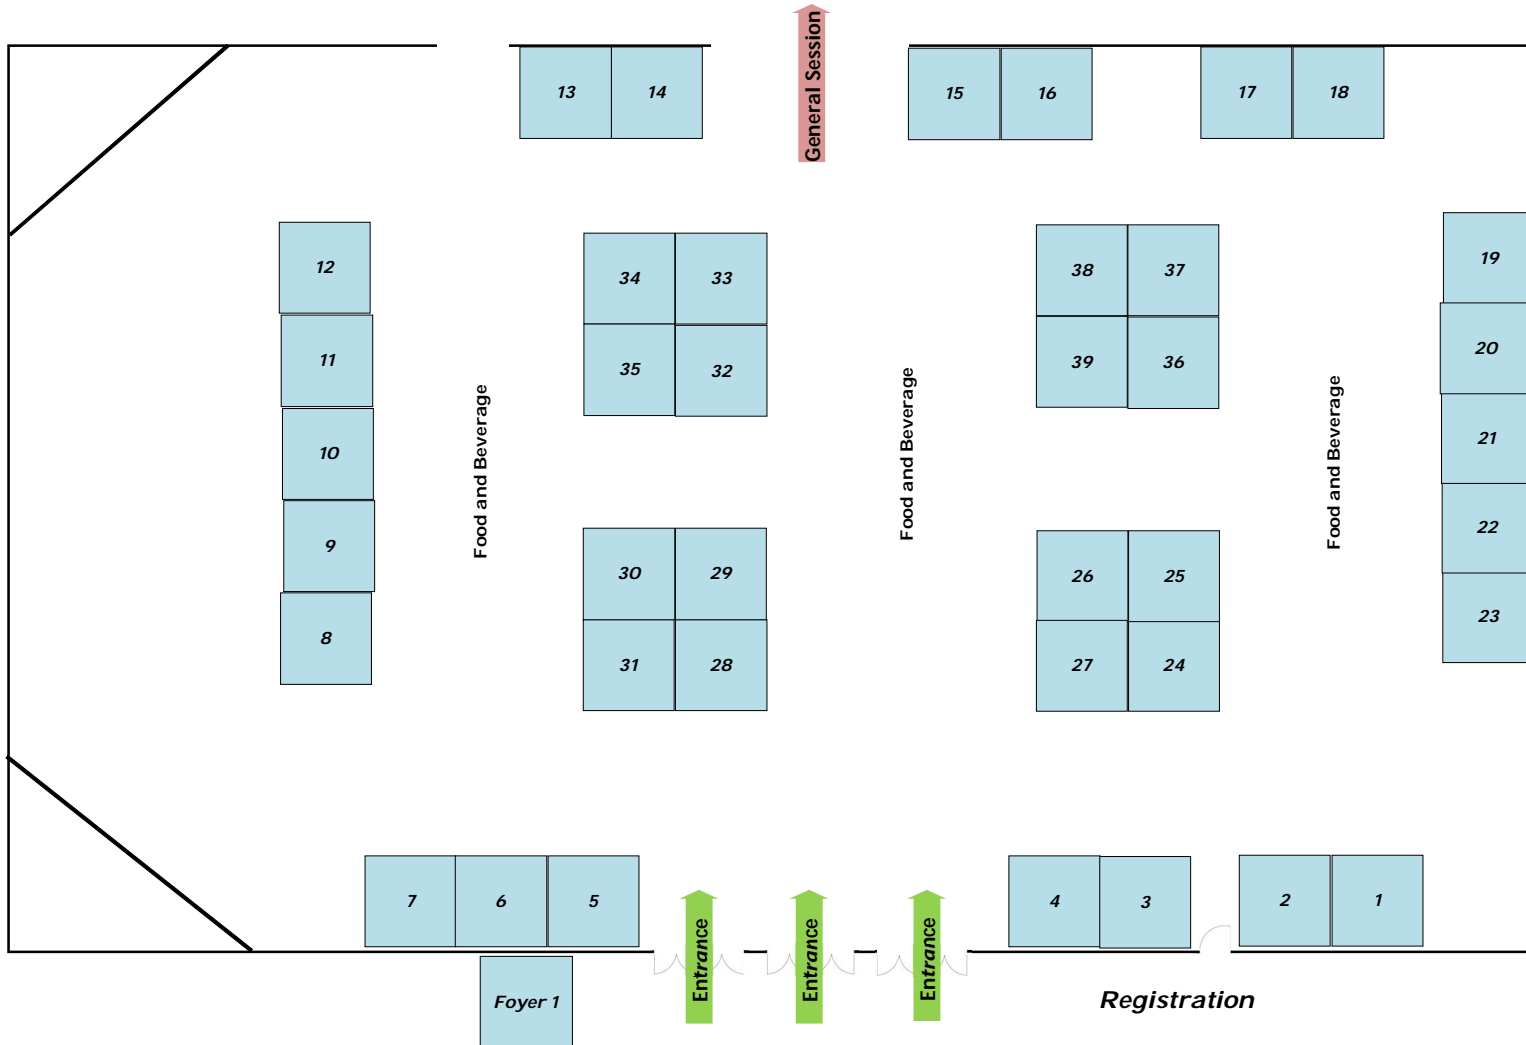 General Session
13 14 15 16 17 18
12 34 33 38 37 19
11 35 32 39 36 20
Food and Beverage
Food and Beverage
Food and Beverage
10 21
9 30 29 26 25 22
8 31 28 27 24 23
7 6 5 4 3 2 1
Entrance
Entrance
Entrance
Foyer 1
Registration